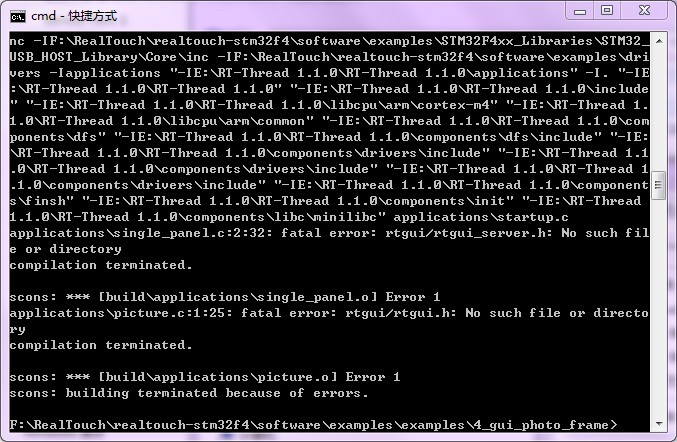 cmd - 快捷方式
nc -IF:\RealTouch\realtouch-stm32f4\software\examples\STM32F4xx_Libraries\STM32_
USB_HOST_Library\Core\inc -IF:\RealTouch\realtouch-stm32f4\software\examples\dri
vers -Iapplications "-IE:\RT-Thread 1.1.0\RT-Thread 1.1.0\applications" -I. "-IE
:\RT-Thread 1.1.0\RT-Thread 1.1.0" "-IE:\RT-Thread 1.1.0\RT-Thread 1.1.0\include
" "-IE:\RT-Thread 1.1.0\RT-Thread 1.1.0\libcpu\arm\cortex-m4" "-IE:\RT-Thread 1.
1.0\RT-Thread 1.1.0\libcpu\arm\common" "-IE:\RT-Thread 1.1.0\RT-Thread 1.1.0\com
ponents\dfs" "-IE:\RT-Thread 1.1.0\RT-Thread 1.1.0\components\dfs\include" "-IE:
\RT-Thread 1.1.0\RT-Thread 1.1.0\components\drivers\include" "-IE:\RT-Thread 1.1
.0\RT-Thread 1.1.0\components\drivers\include" "-IE:\RT-Thread 1.1.0\RT-Thread 1
.1.0\components\drivers\include" "-IE:\RT-Thread 1.1.0\RT-Thread 1.1.0\component
s\finsh" "-IE:\RT-Thread 1.1.0\RT-Thread 1.1.0\components\init" "-IE:\RT-Thread
1.1.0\RT-Thread 1.1.0\components\libc\minilibc" applications\startup.c
applications\single_panel.c:2:32: fatal error: rtgui/rtgui_server.h: No such fil
e or directory
compilation terminated.
scons: *** [build\applications\single_panel.o] Error 1
applications\picture.c:1:25: fatal error: rtgui/rtgui.h: No such file or directo
ry
compilation terminated.
scons: *** [build\applications\picture.o] Error 1
scons: building terminated because of errors.
F:\RealTouch\realtouch-stm32f4\software\examples\examples\4_gui_photo_frame>